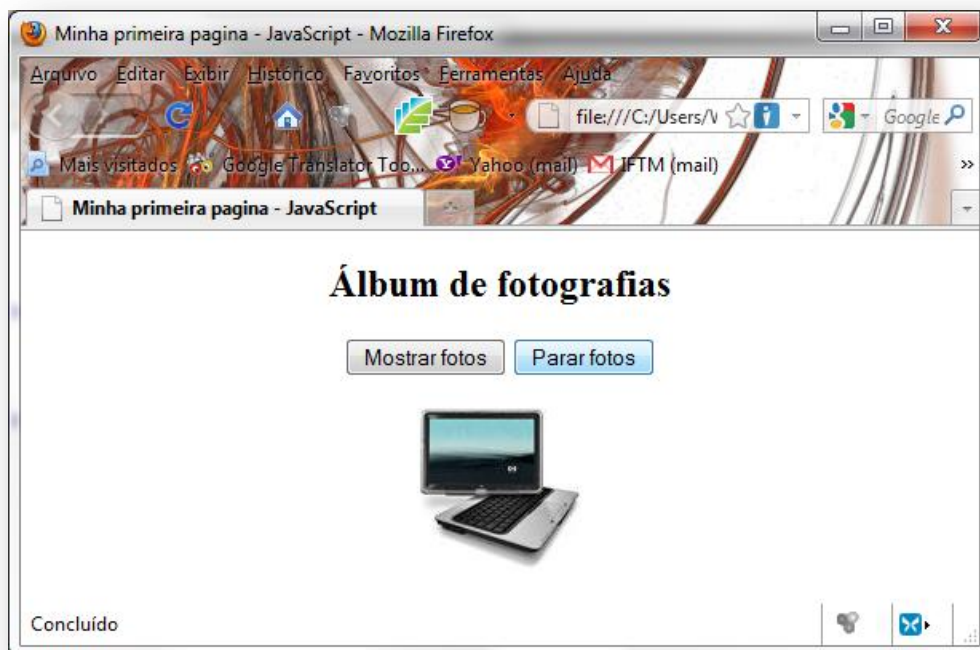 Minha primeira pagina - JavaScript - Mozilla Firefox
Arquivo Editar Exibir Histórico Favoritos Ferramentas Ajuda
file:///C:/Users/V Google
Mais visitados Google Translator Too... Yahoo (mail) IFTM (mail) »
Minha primeira pagina - JavaScript
Álbum de fotografias
Mostrar fotos Parar fotos
Concluído